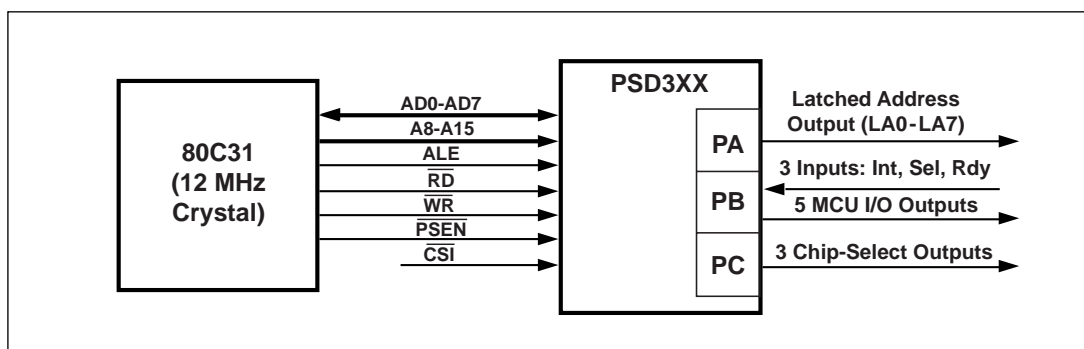 80C31
(12 MHz
Crystal)
AD0-AD7
A8-A15
ALE
RD
WR
PSEN
CSI
PSD3XX
PA
PB
PC
Latched Address
Output (LA0-LA7)
3 Inputs: Int, Sel, Rdy
5 MCU I/O Outputs
3 Chip-Select Outputs